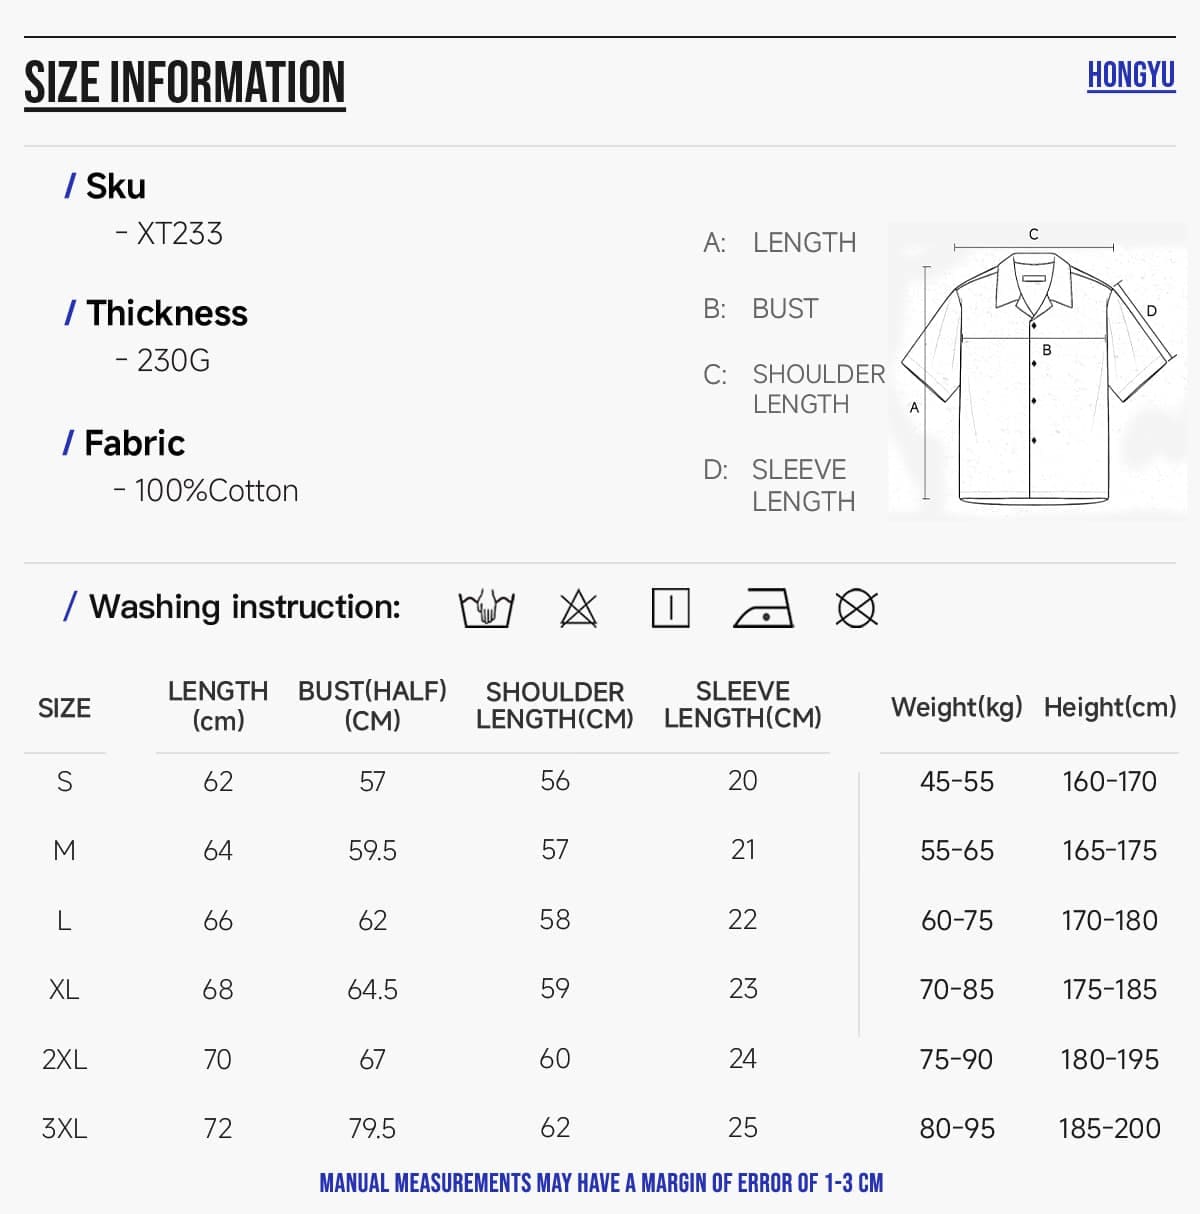 SIZE INFORMATION
HONGYU
/ Sku
- XT233
/ Thickness
- 230G
/ Fabric
- 100%Cotton
A: LENGTH
B: BUST
C: SHOULDER
LENGTH
D: SLEEVE
LENGTH
C
D
B
A
/ Washing instruction:
SIZE LENGTH (cm) BUST(HALF) (CM) SHOULDER LENGTH(CM) SLEEVE LENGTH(CM) Weight(kg) Height(cm)
S 62 57 56 20 45-55 160-170
M 64 59.5 57 21 55-65 165-175
L 66 62 58 22 60-75 170-180
XL 68 64.5 59 23 70-85 175-185
2XL 70 67 60 24 75-90 180-195
3XL 72 79.5 62 25 80-95 185-200
MANUAL MEASUREMENTS MAY HAVE A MARGIN OF ERROR OF 1-3 CM